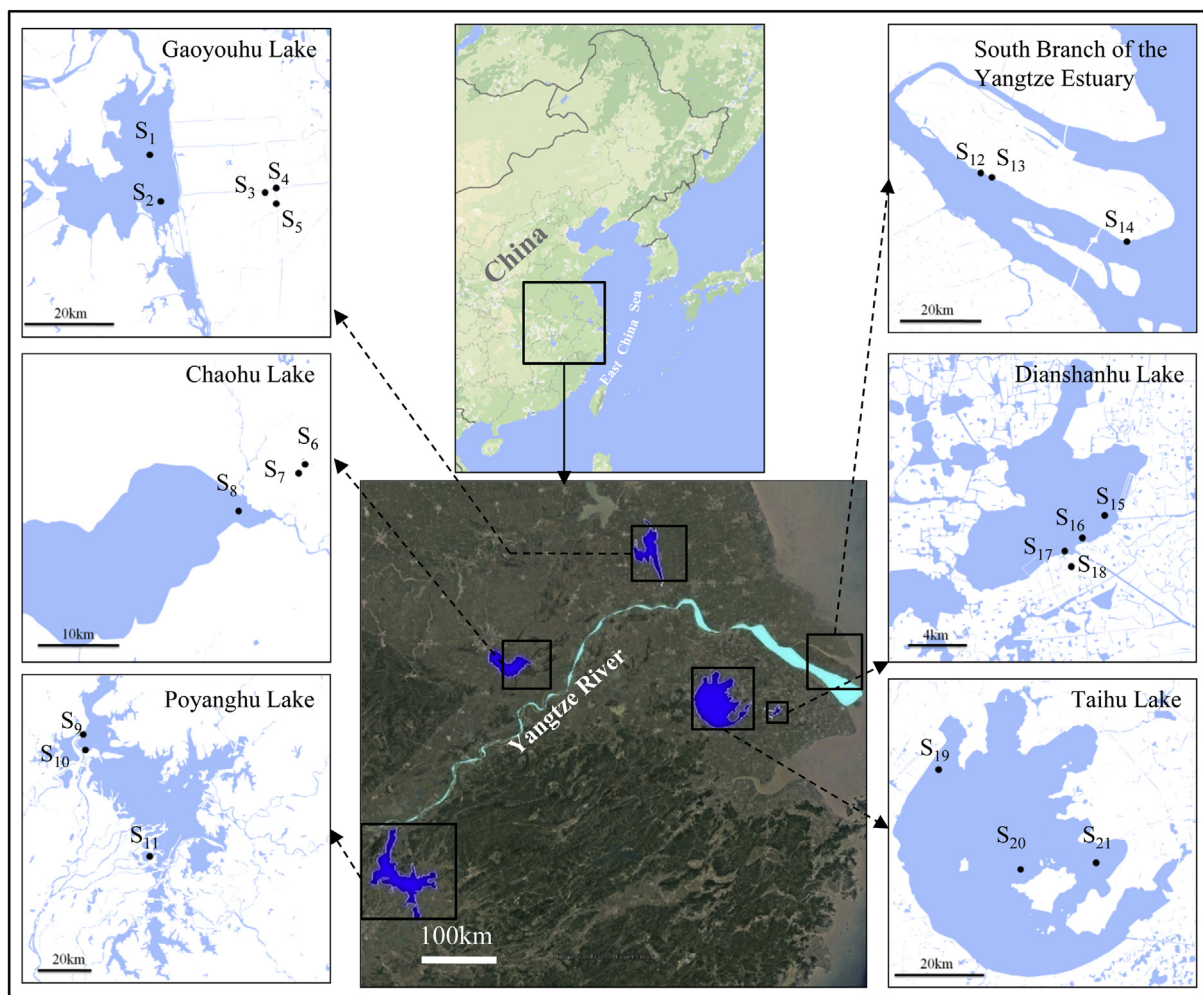 Gaoyouhu Lake
S1
S2
S3
S4
S5
20km
Chaohu Lake
S6
S7
S8
10km
Poyanghu Lake
S9
S10
S11
20km
China
East China Sea
Yangtze River
100km
South Branch of the
Yangtze Estuary
S12
S13
S14
20km
Dianshanhu Lake
S15
S16
S17
S18
4km
Taihu Lake
S19
S20
S21
20km